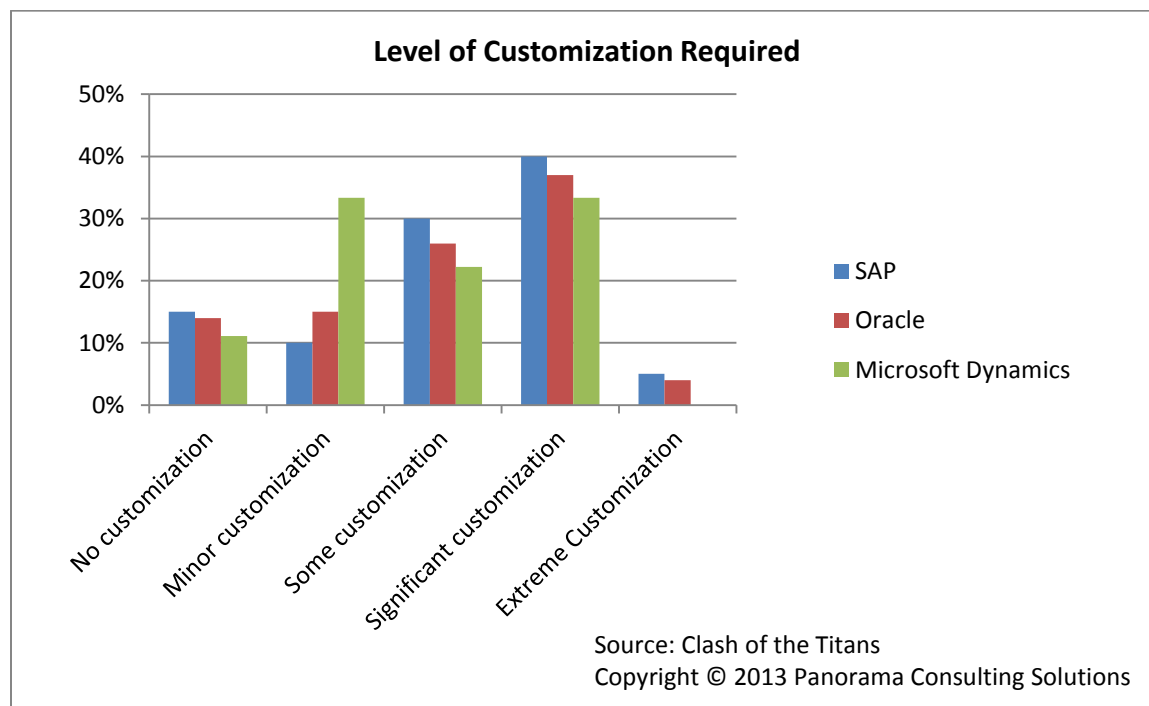 Level of Customization Required
50%
40%
30%
20%
10%
0%
SAP
Oracle
Microsoft Dynamics
No customization
Minor customization
Some customization
Significant customization
Extreme Customization
Source: Clash of the Titans
Copyright © 2013 Panorama Consulting Solutions